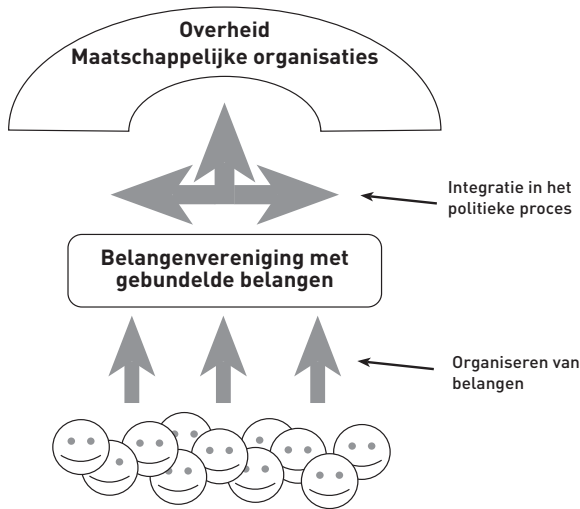 Overheid
Maatschappelijke organisaties
Integratie in het
politieke proces
Belangenvereniging met
gebundelde belangen
Organiseren van
belangen